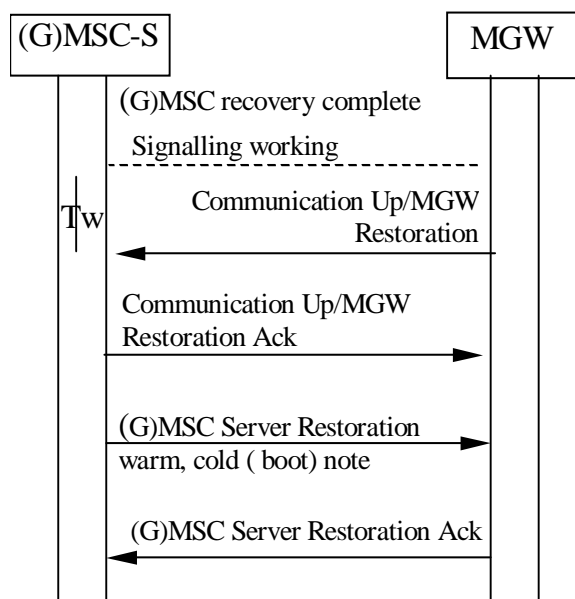 (G)MSC-S
MGW
(G)MSC recovery complete
Signalling working
Tw
Communication Up/MGW
Restoration
Communication Up/MGW
Restoration Ack
(G)MSC Server Restoration
warm, cold ( boot) note
(G)MSC Server Restoration Ack